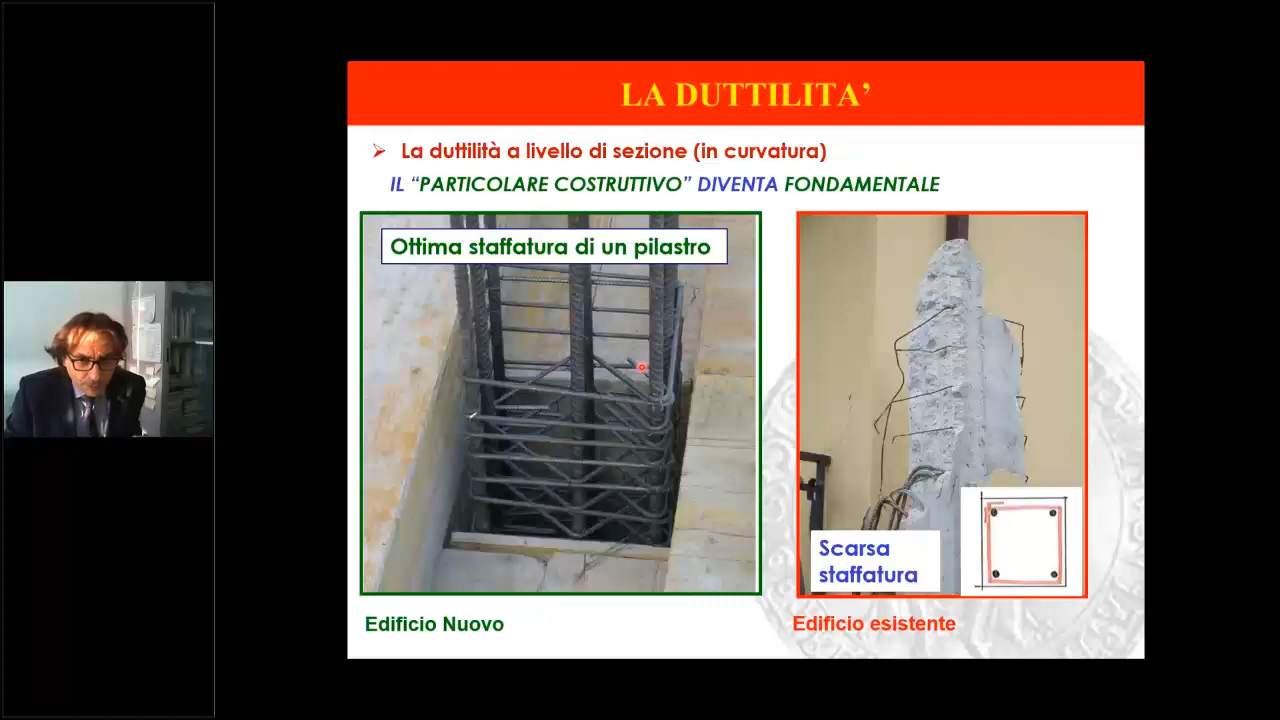 LA DUTTILITA’
La duttilità a livello di sezione (in curvatura)
IL “PARTICOLARE COSTRUTTIVO” DIVENTA FONDAMENTALE
Ottima staffatura di un pilastro
Scarsa
staffatura
Edificio Nuovo
Edificio esistente